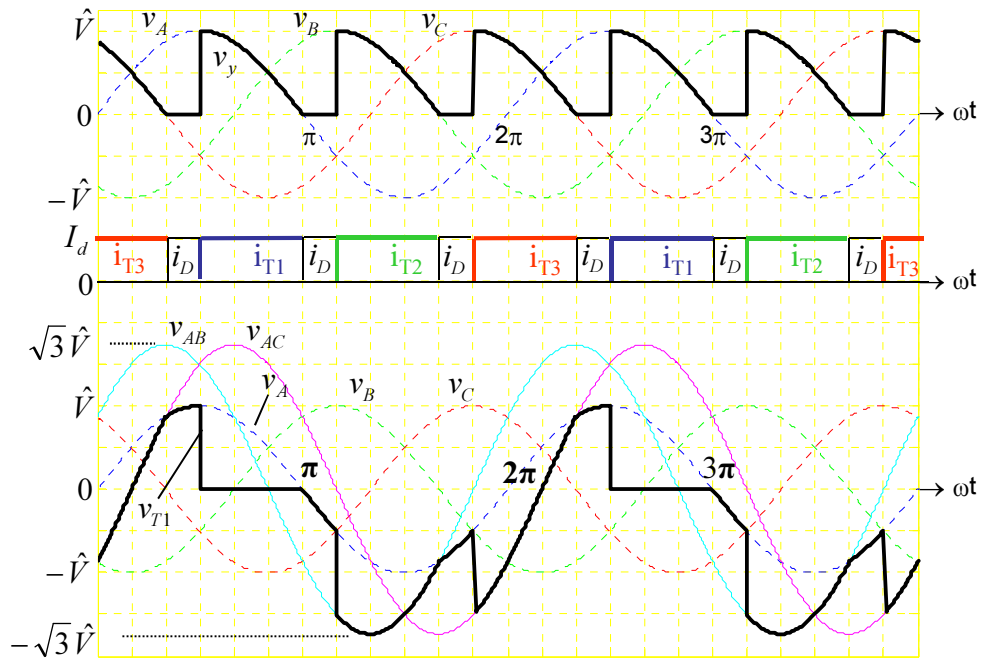 V̂ v_A v_B v_C
v_y
0 → ωt
π 2π 3π
−V̂
I_d i_T3 i_D i_T1 i_D i_T2 i_D i_T3 i_D i_T1 i_D i_T2 i_D i_T3
0 → ωt
√3 V̂ v_AB v_AC
V̂ v_A v_B v_C
π 2π 3π
0 → ωt
v_T1
−V̂
−√3 V̂